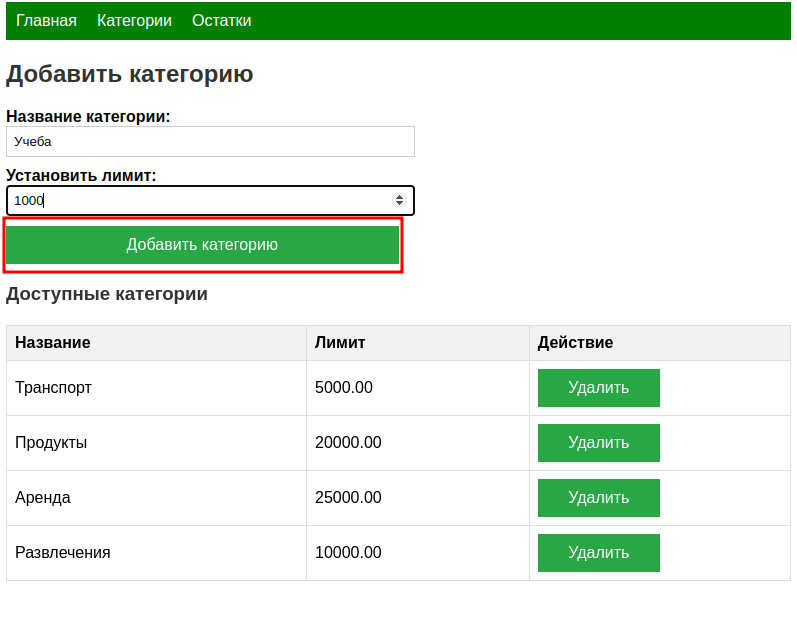 Главная Категории Остатки
Добавить категорию
Название категории:
Учеба
Установить лимит:
1000
Добавить категорию
Доступные категории
Название Лимит Действие
Транспорт 5000.00 Удалить
Продукты 20000.00 Удалить
Аренда 25000.00 Удалить
Развлечения 10000.00 Удалить